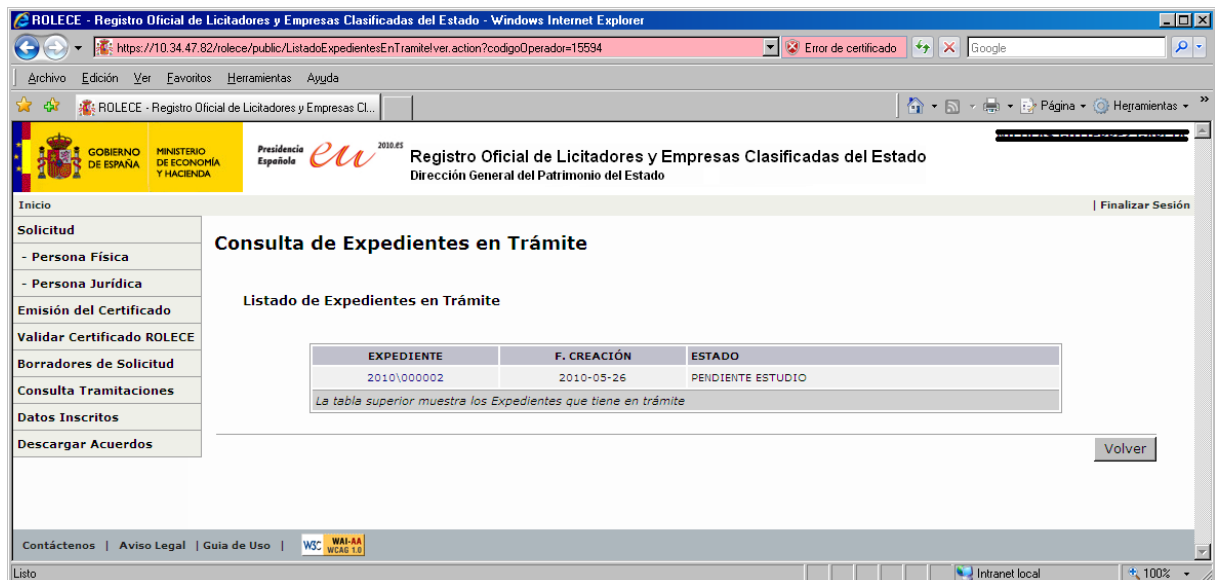 ROLECE - Registro Oficial de Licitadores y Empresas Clasificadas del Estado - Windows Internet Explorer
https://10.34.47.82/rolece/public/ListadoExpedientesEnTramite!ver.action?codigoOperador=15594 Error de certificado Google
Archivo Edición Ver Favoritos Herramientas Ayuda
ROLECE - Registro Oficial de Licitadores y Empresas Cl... Página Herramientas
GOBIERNO DE ESPAÑA
MINISTERIO DE ECONOMÍA Y HACIENDA
Presidencia Española eu 2010.es
Registro Oficial de Licitadores y Empresas Clasificadas del Estado
Dirección General del Patrimonio del Estado
Inicio | Finalizar Sesión
Solicitud
- Persona Física
- Persona Jurídica
Emisión del Certificado
Validar Certificado ROLECE
Borradores de Solicitud
Consulta Tramitaciones
Datos Inscritos
Descargar Acuerdos
Consulta de Expedientes en Trámite
Listado de Expedientes en Trámite
EXPEDIENTE F. CREACIÓN ESTADO
2010\000002 2010-05-26 PENDIENTE ESTUDIO
La tabla superior muestra los Expedientes que tiene en trámite
Volver
Contáctenos | Aviso Legal | Guia de Uso | W3C WAI-AA WCAG 1.0
Listo Intranet local 100%